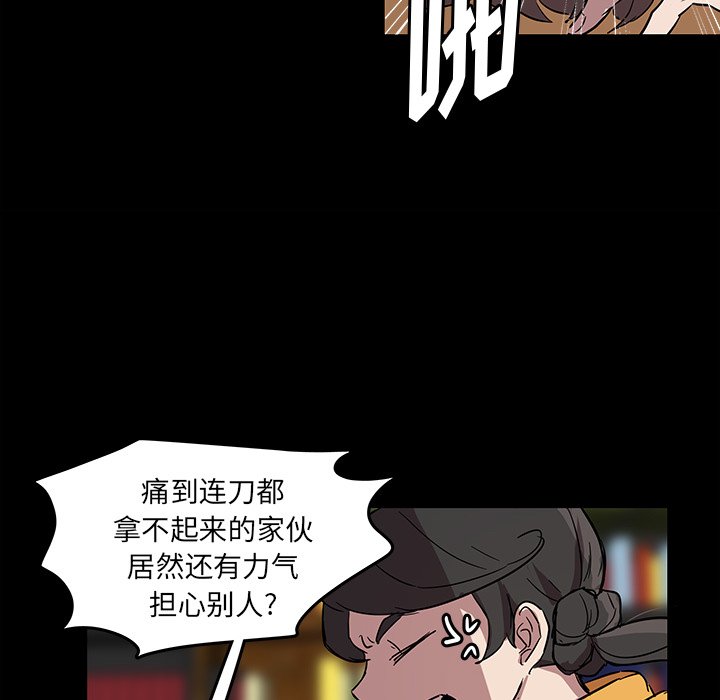 啪
痛到连刀都
拿不起来的家伙
居然还有力气
担心别人?